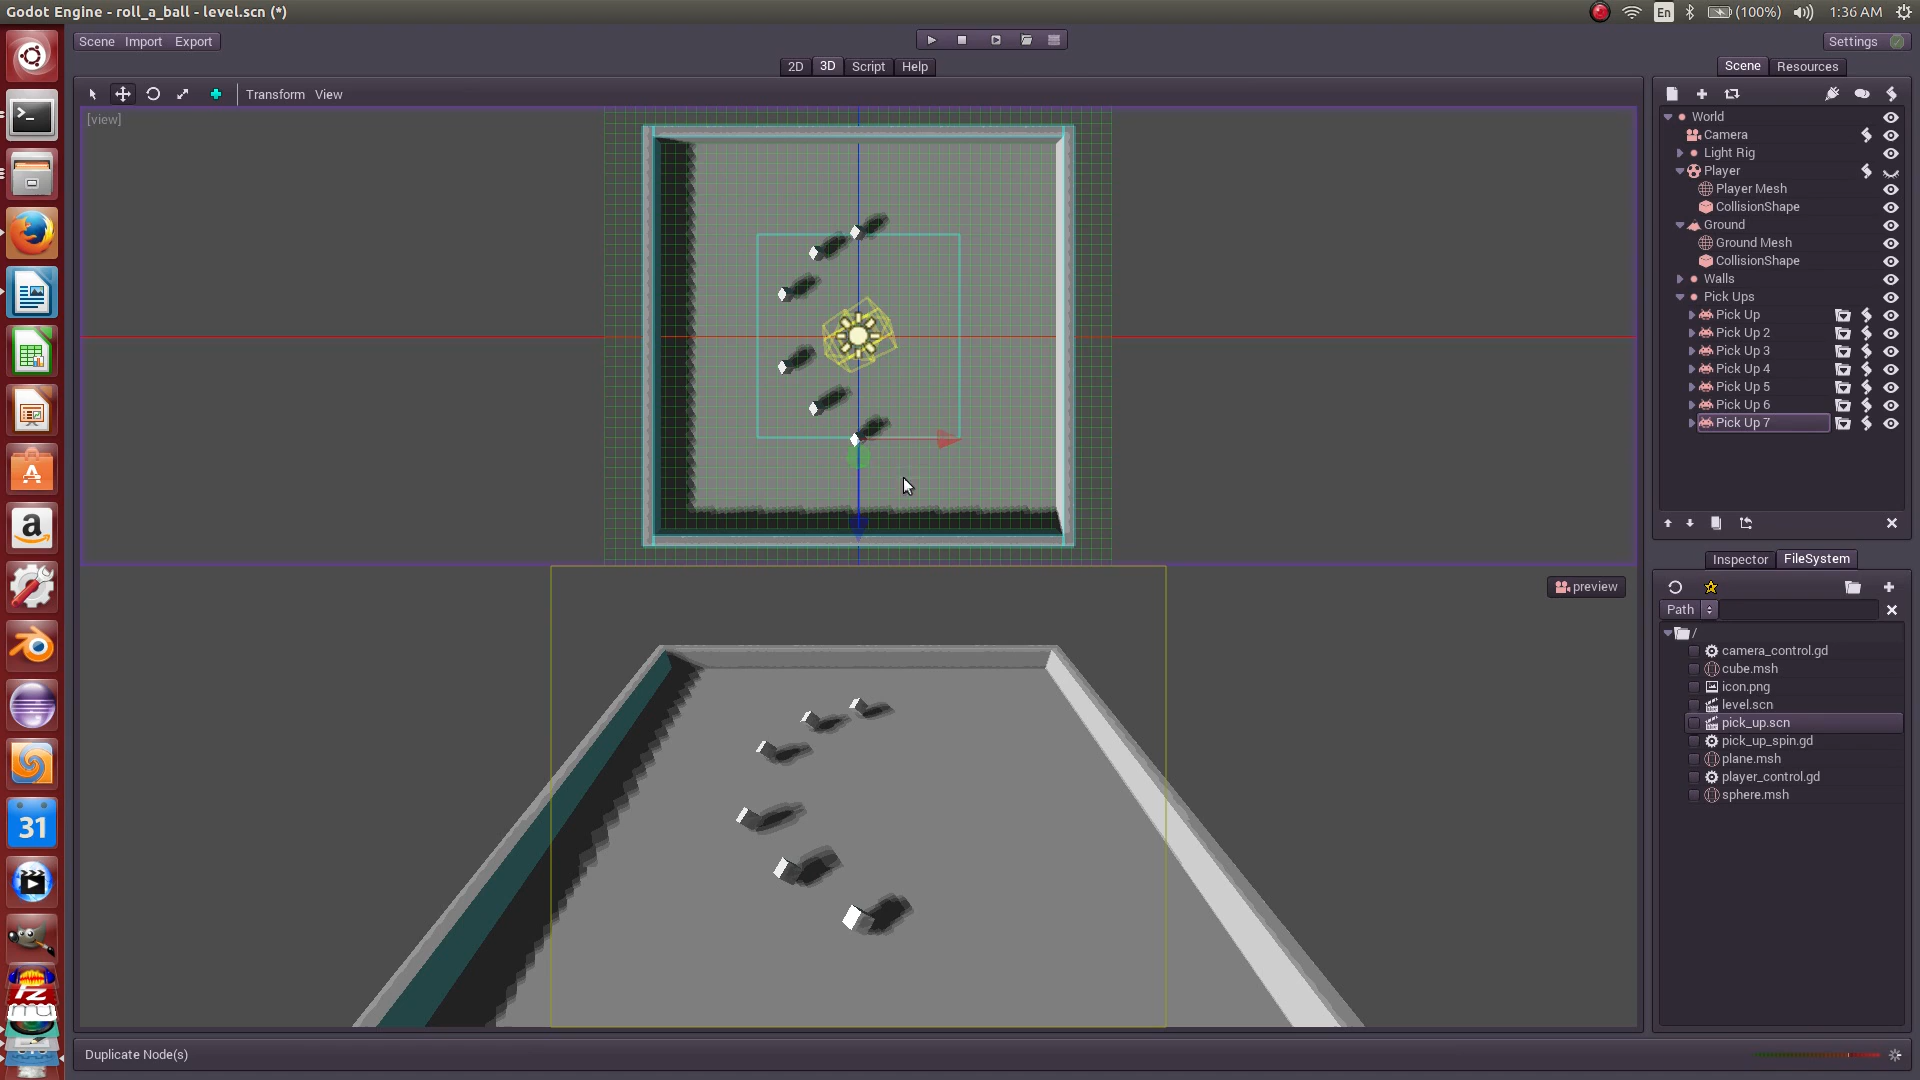 Godot Engine - roll_a_ball - level.scn (*)
En
(100%)
1:36 AM
Scene Import Export
Settings
2D 3D Script Help
Scene Resources
Transform View
[view]
World
Camera
Light Rig
Player
Player Mesh
CollisionShape
Ground
Ground Mesh
CollisionShape
Walls
Pick Ups
Pick Up
Pick Up 2
Pick Up 3
Pick Up 4
Pick Up 5
Pick Up 6
Pick Up 7
Inspector FileSystem
preview
Path
/
camera_control.gd
cube.msh
icon.png
level.scn
pick_up.scn
pick_up_spin.gd
plane.msh
player_control.gd
sphere.msh
a
31
FZ
mu
Duplicate Node(s)